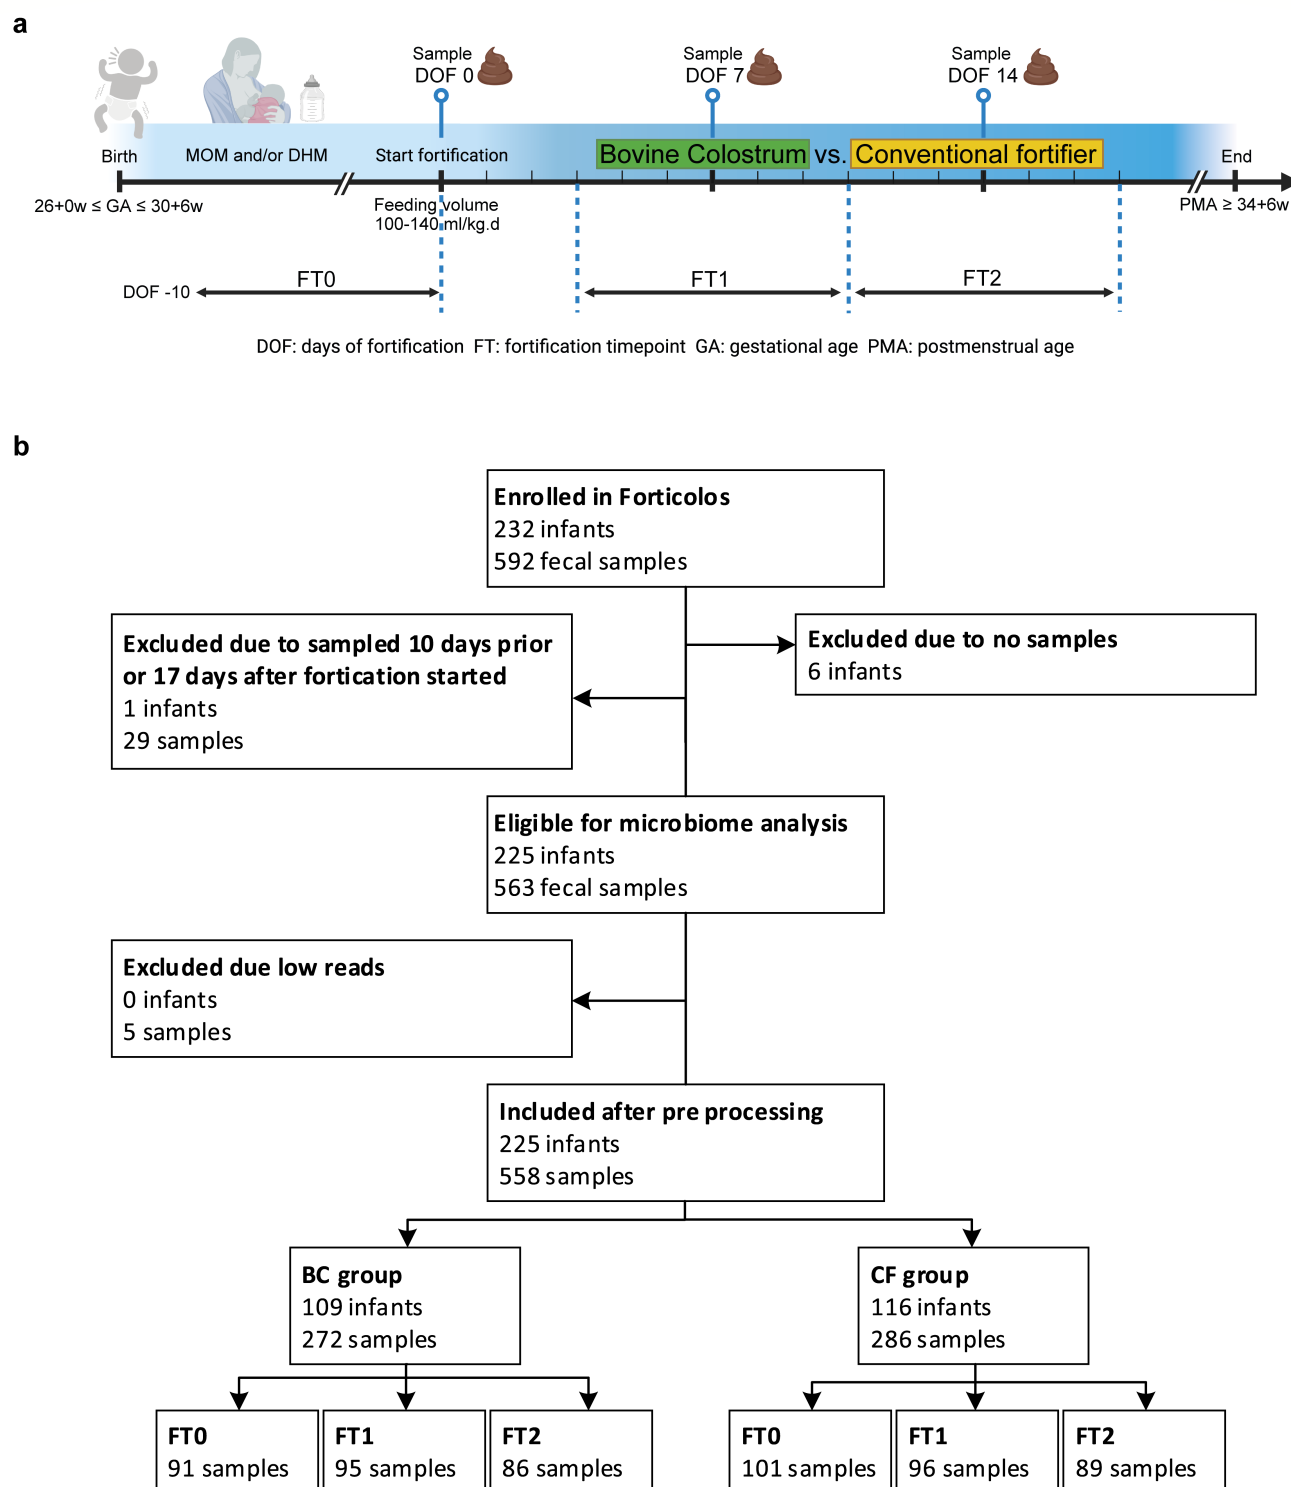 a
Sample
DOF 0
Sample
DOF 7
Sample
DOF 14
Birth
MOM and/or DHM
Start fortification
Bovine Colostrum vs. Conventional fortifier
End
26+0w ≤ GA ≤ 30+6w
Feeding volume
100-140 ml/kg.d
PMA ≥ 34+6w
DOF -10
FT0
FT1
FT2
DOF: days of fortification FT: fortification timepoint GA: gestational age PMA: postmenstrual age
b
Enrolled in Forticolos
232 infants
592 fecal samples
Excluded due to sampled 10 days prior
or 17 days after fortication started
1 infants
29 samples
Excluded due to no samples
6 infants
Eligible for microbiome analysis
225 infants
563 fecal samples
Excluded due low reads
0 infants
5 samples
Included after pre processing
225 infants
558 samples
BC group
109 infants
272 samples
CF group
116 infants
286 samples
FT0
91 samples
FT1
95 samples
FT2
86 samples
FT0
101 samples
FT1
96 samples
FT2
89 samples